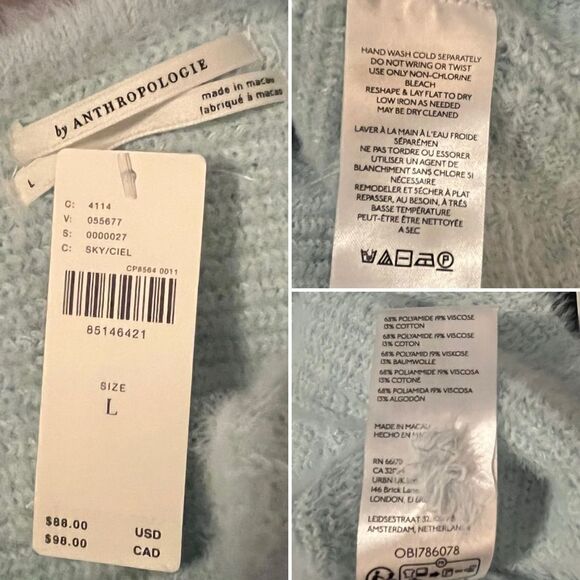 by ANTHROPOLOGIE
made in macau
fabriqué à macao
L
C: 4114
V: 055677
S: 0000027
C: SKY/CIEL
CP8564 0011
85146421
SIZE
L
$88.00 USD
$98.00 CAD
HAND WASH COLD SEPARATELY
DO NOT WRING OR TWIST
USE ONLY NON-CHLORINE
BLEACH
RESHAPE & LAY FLAT TO DRY
LOW IRON AS NEEDED
MAY BE DRY CLEANED
LAVER À LA MAIN À L'EAU FROIDE
SÉPARÉMEN
NE PAS TORDRE OU ESSORER
UTILISER UN AGENT DE
BLANCHIMENT SANS CHLORE SI
NÉCESSAIRE
REMODELER ET SÉCHER À PLAT
REPASSER, AU BESOIN, À TRÈS
BASSE TEMPÉRATURE
PEUT-ÊTRE ÊTRE NETTOYÉE
A SEC
68% POLYAMIDE 19% VISCOSE
13% COTTON
68% POLYAMIDE 19% VISCOSE
13% COTON
68% POLYAMID 19% VISKOSE
13% BAUMWOLLE
68% POLIAMMIDE 19% VISCOSA
13% COTONE
68% POLIAMIDA 19% VISCOSA
13% ALGODÓN
MADE IN MACAU
HECHO EN
RN 66170
CA
URBN UK
146 Brick Lane
LONDON,
LEIDSESTRAAT
AMSTERDAM, NETHERLAND
OB1786078